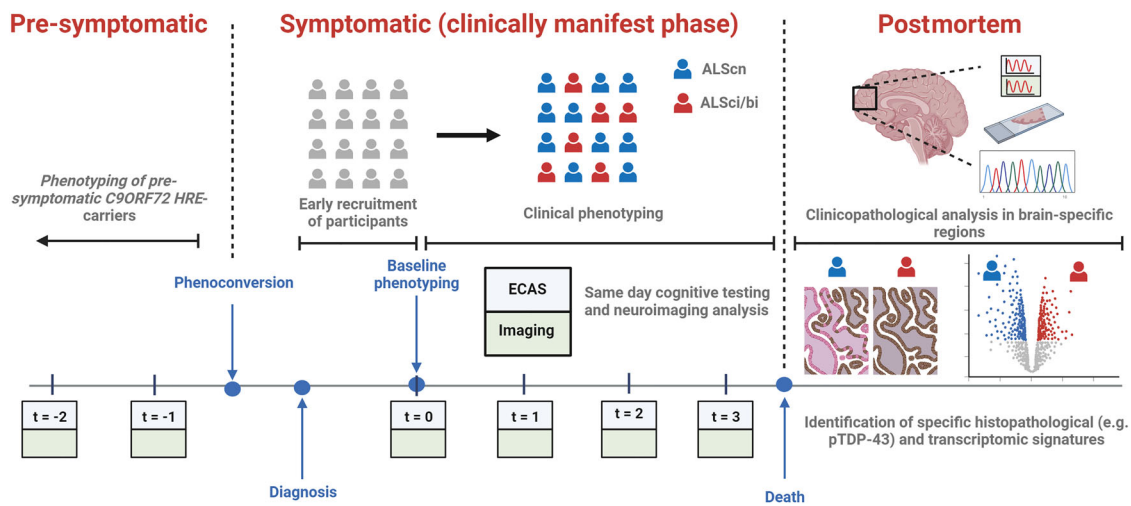 Pre-symptomatic
Symptomatic (clinically manifest phase)
Postmortem
ALScn
ALSci/bi
Phenotyping of pre-
symptomatic C9ORF72 HRE-
carriers
Early recruitment
of participants
Clinical phenotyping
Clinicopathological analysis in brain-specific
regions
Phenoconversion
Baseline
phenotyping
ECAS
Imaging
Same day cognitive testing
and neuroimaging analysis
t = -2
t = -1
t = 0
t = 1
t = 2
t = 3
Identification of specific histopathological (e.g.
pTDP-43) and transcriptomic signatures
Diagnosis
Death